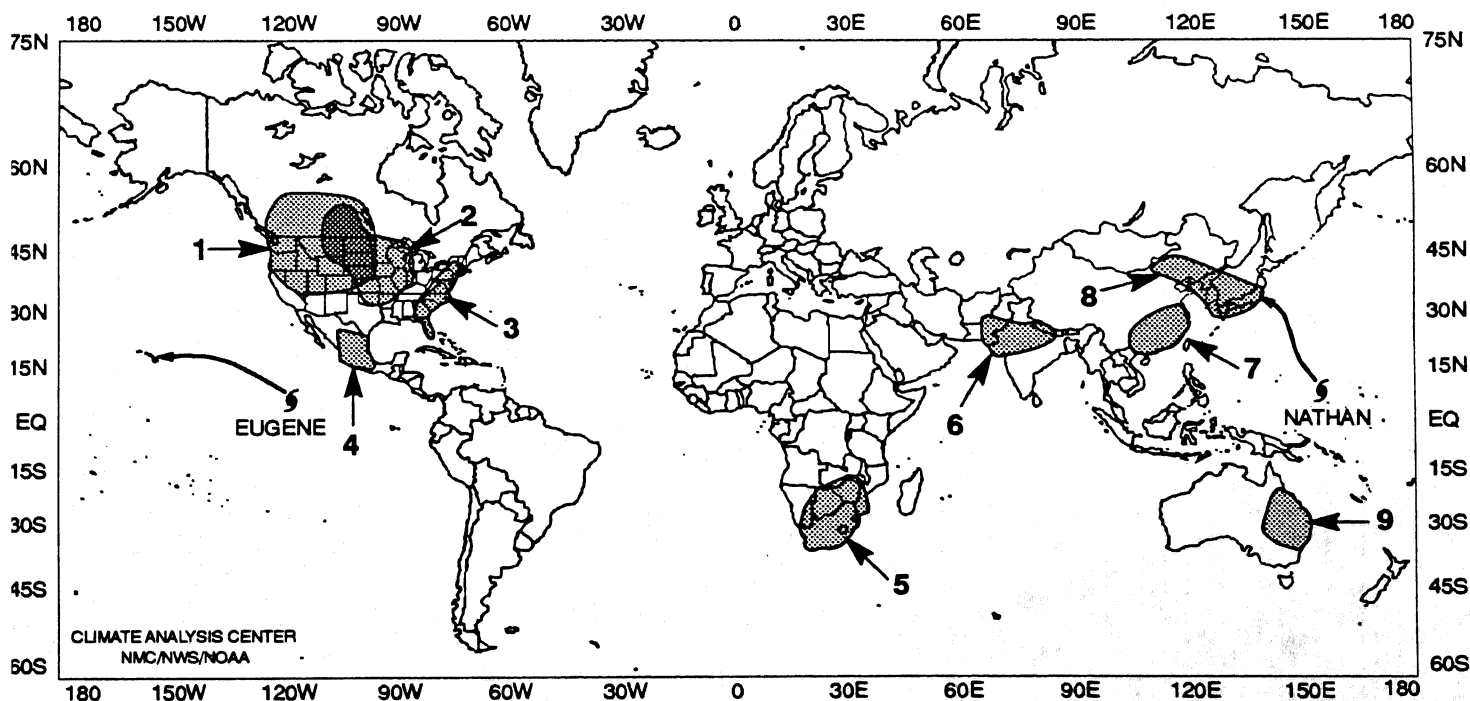 180 150W 120W 90W 60W 30W 0 30E 60E 90E 120E 150E 180
75N 75N
60N 60N
2
1
45N 45N
8
30N 3 30N
7
15N 15N
6
EQ EUGENE 4 NATHAN EQ
15S 15S
30S 9 30S
5
45S 45S
CLIMATE ANALYSIS CENTER
NMC/NWS/NOAA
60S 60S
180 150W 120W 90W 60W 30W 0 30E 60E 90E 120E 150E 180